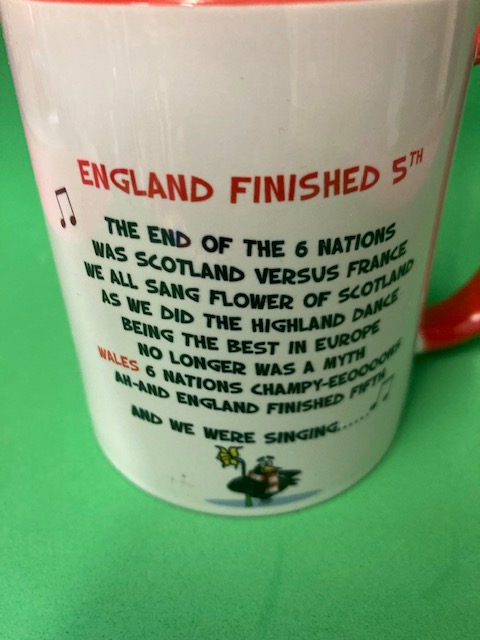 ENGLAND FINISHED 5TH
THE END OF THE 6 NATIONS
WAS SCOTLAND VERSUS FRANCE
WE ALL SANG FLOWER OF SCOTLAND
AS WE DID THE HIGHLAND DANCE
BEING THE BEST IN EUROPE
NO LONGER WAS A MYTH
WALES 6 NATIONS CHAMPY-EEOOOONS
AH-AND ENGLAND FINISHED FIFTH
AND WE WERE SINGING......